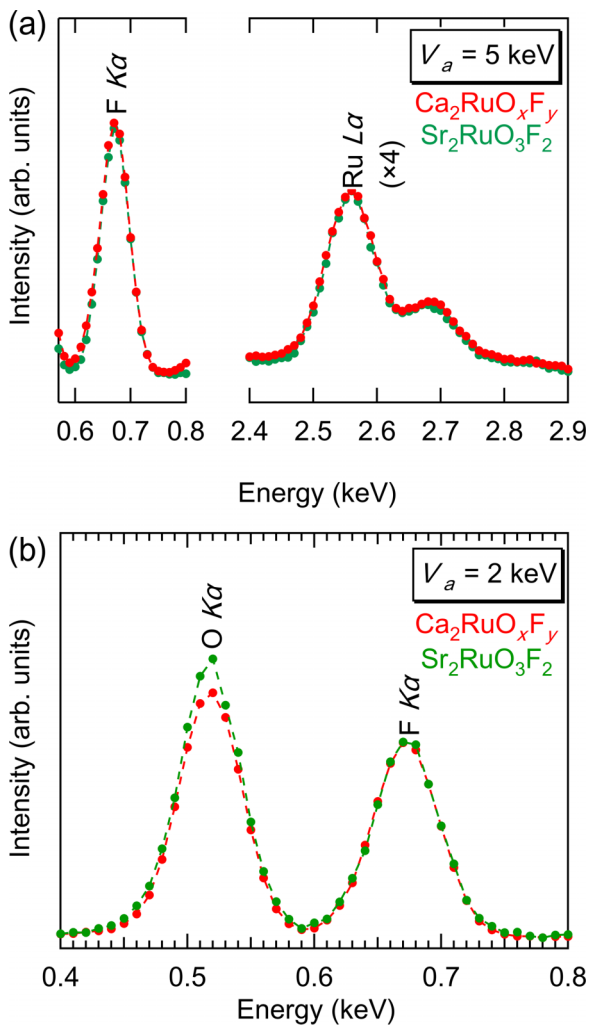 (a)
Intensity (arb. units)
F Kα
Ru Lα
(×4)
V a = 5 keV
Ca2RuOxFy
Sr2RuO3F2
0.6 0.7 0.8 2.4 2.5 2.6 2.7 2.8 2.9
Energy (keV)
(b)
Intensity (arb. units)
O Kα
F Kα
V a = 2 keV
Ca2RuOxFy
Sr2RuO3F2
0.4 0.5 0.6 0.7 0.8
Energy (keV)